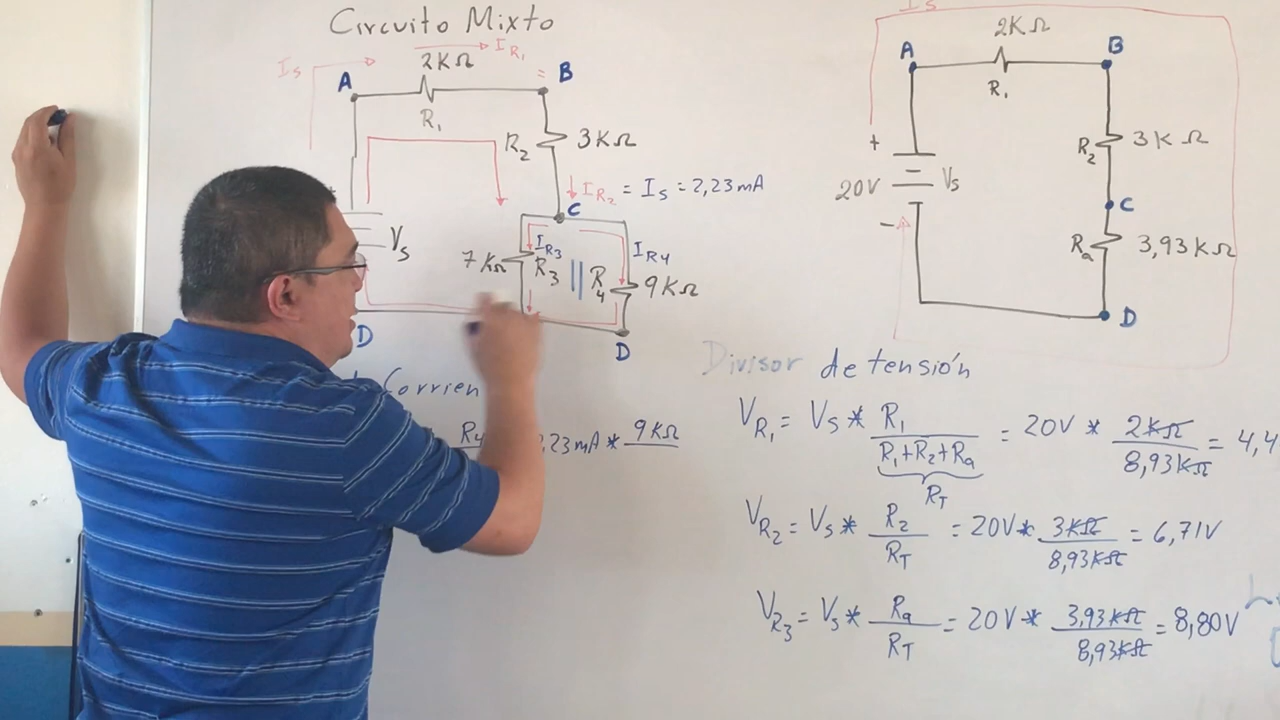 Circuito Mixto
Is
IR1
2KΩ
A
=
B
R1
R2
3KΩ
IR2 = Is = 2,23mA
C
IR3
IR4
7KΩ
R3
||
R4
9KΩ
Vs
D
D
Corrien
R4
,23mA * 9KΩ
Is
2KΩ
A
B
R1
+
R2
3KΩ
20V
Vs
C
-
Ra
3,93KΩ
D
Divisor de tensión
VR1 = Vs * R1 / R1+R2+Ra = 20V * 2KΩ / 8,93KΩ = 4,4
RT
VR2 = Vs * R2 / RT = 20V * 3KΩ / 8,93KΩ = 6,71V
VR3 = Vs * Ra / RT = 20V * 3,93KΩ / 8,93KΩ = 8,80V